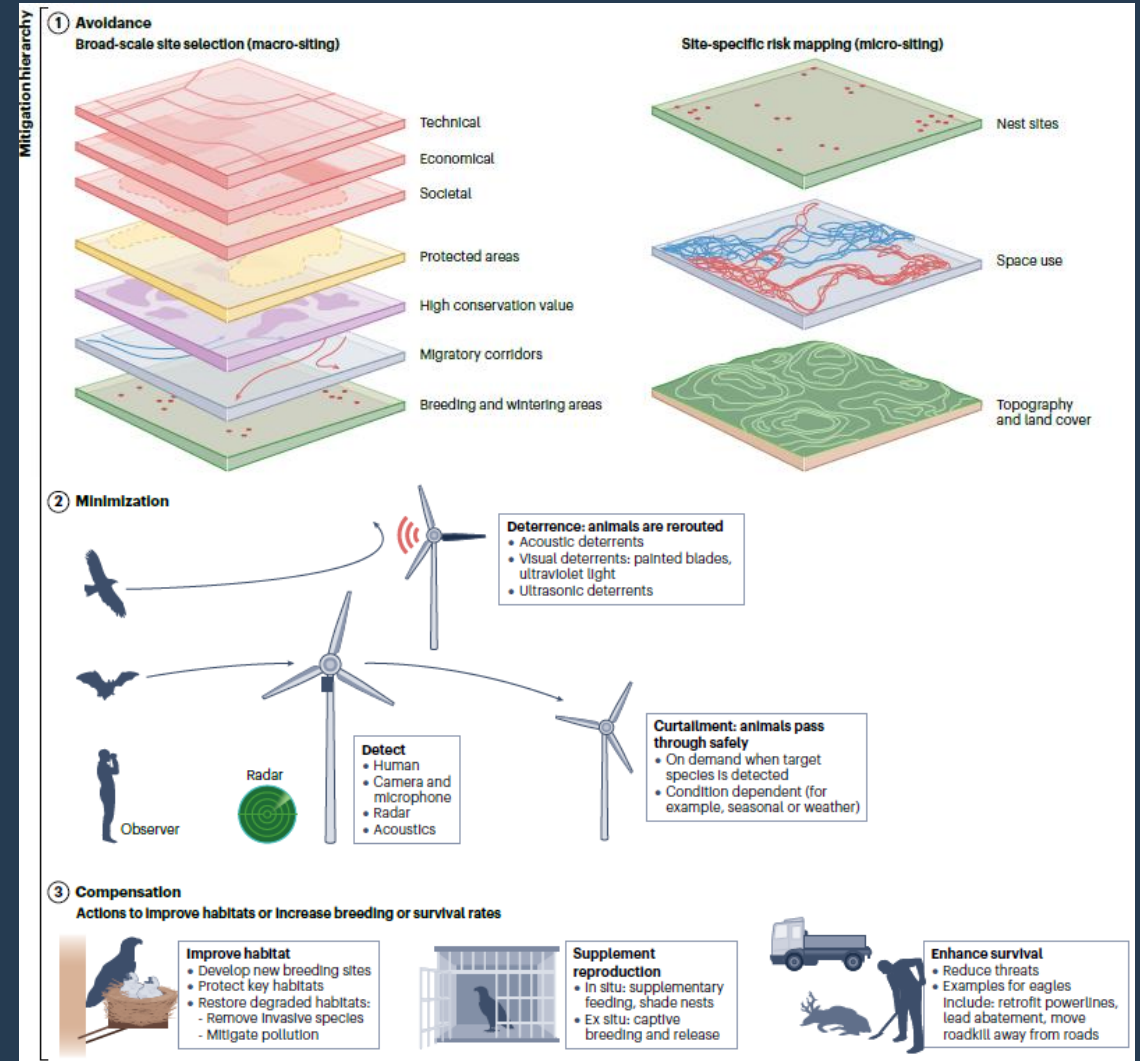 Mitigation hierarchy
1 Avoidance
Broad-scale site selection (macro-siting)
Technical
Economical
Societal
Protected areas
High conservation value
Migratory corridors
Breeding and wintering areas
Site-specific risk mapping (micro-siting)
Nest sites
Space use
Topography
and land cover
2 Minimization
Deterrence: animals are rerouted
• Acoustic deterrents
• Visual deterrents: painted blades,
ultraviolet light
• Ultrasonic deterrents
Observer
Radar
Detect
• Human
• Camera and
microphone
• Radar
• Acoustics
Curtailment: animals pass
through safely
• On demand when target
species is detected
• Condition dependent (for
example, seasonal or weather)
3 Compensation
Actions to improve habitats or increase breeding or survival rates
Improve habitat
• Develop new breeding sites
• Protect key habitats
• Restore degraded habitats:
- Remove invasive species
- Mitigate pollution
Supplement
reproduction
• In situ: supplementary
feeding, shade nests
• Ex situ: captive
breeding and release
Enhance survival
• Reduce threats
• Examples for eagles
include: retrofit powerlines,
lead abatement, move
roadkill away from roads